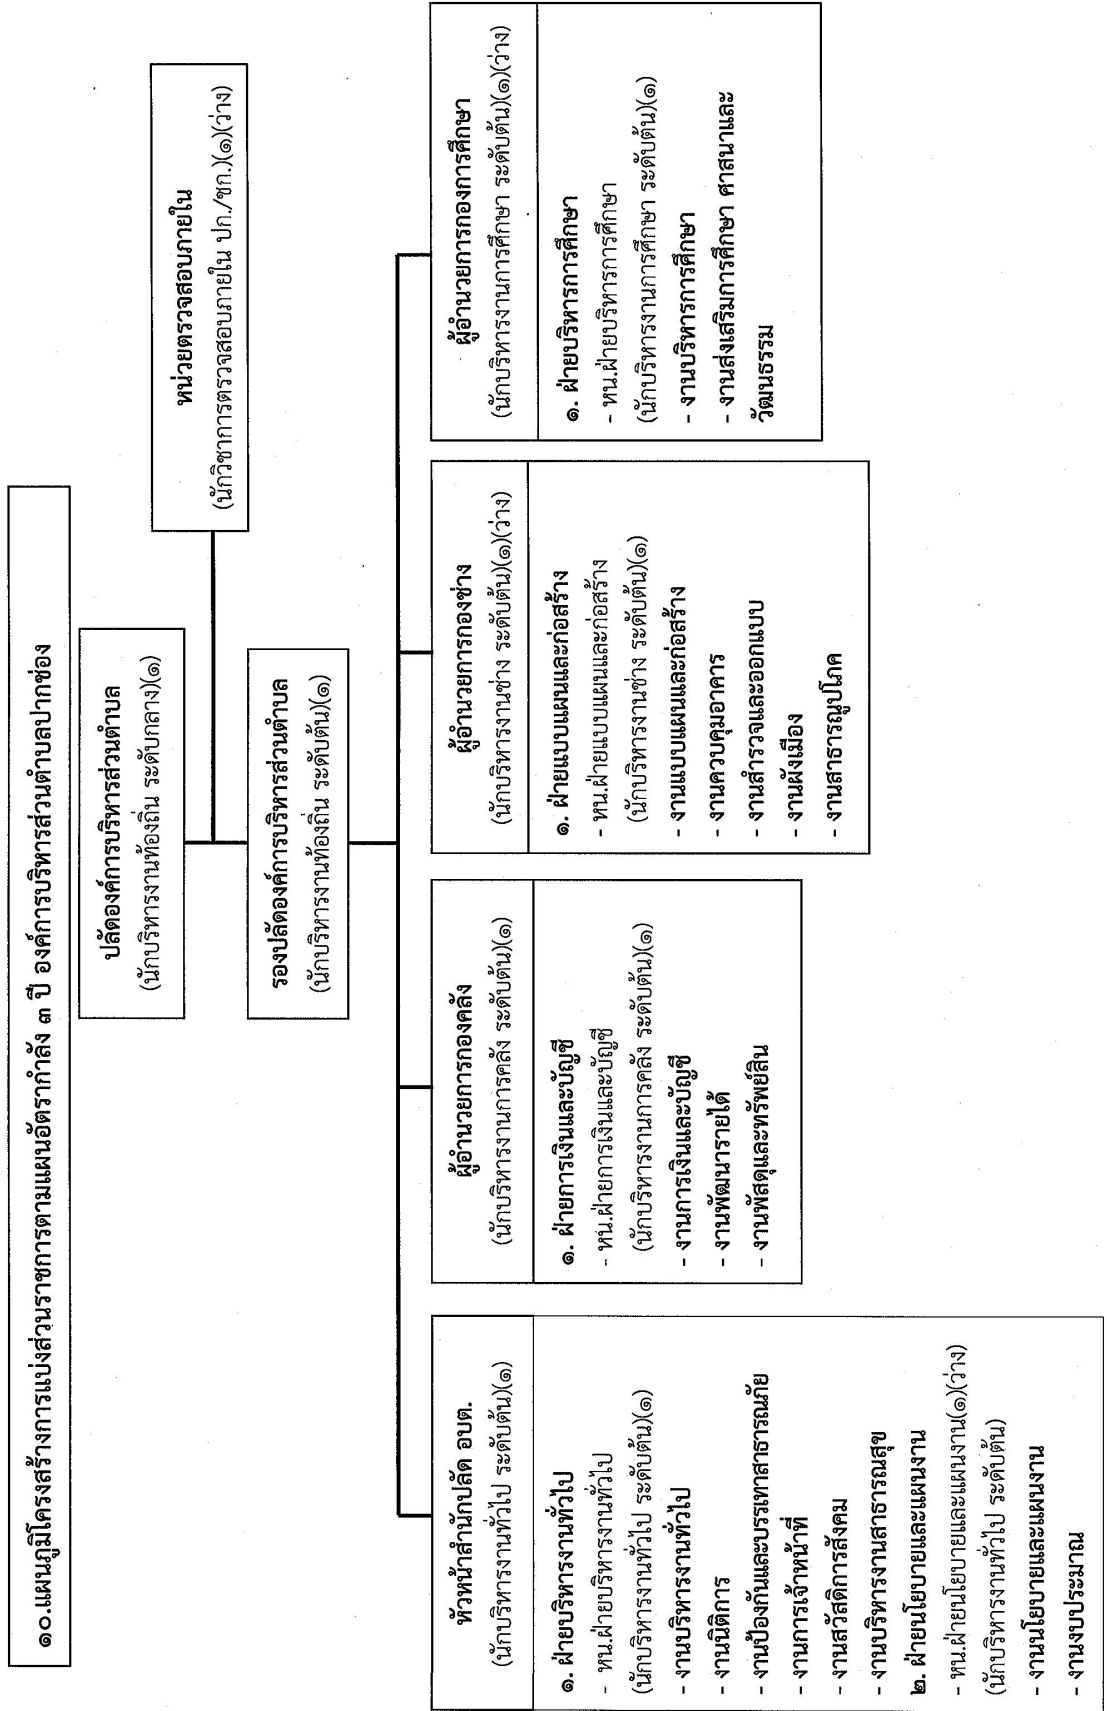 ๑๐.แผนภูมิโครงสร้างการแบ่งส่วนราชการตามแผนอัตรากำลัง ๓ ปี องค์การบริหารส่วนตำบลปากช่อง
ปลัดองค์การบริหารส่วนตำบล
(นักบริหารงานท้องถิ่น ระดับกลาง)(๑)
หน่วยตรวจสอบภายใน
(นักวิชาการตรวจสอบภายใน ปก./ชก.)(๑)(ว่าง)
รองปลัดองค์การบริหารส่วนตำบล
(นักบริหารงานท้องถิ่น ระดับต้น)(๑)
หัวหน้าสำนักปลัด อบต.
(นักบริหารงานทั่วไป ระดับต้น)(๑)
๑. ฝ่ายบริหารงานทั่วไป
- หน.ฝ่ายบริหารงานทั่วไป
(นักบริหารงานทั่วไป ระดับต้น)(๑)
- งานบริหารงานทั่วไป
- งานนิติการ
- งานป้องกันและบรรเทาสาธารณภัย
- งานการเจ้าหน้าที่
- งานสวัสดิการสังคม
- งานบริหารงานสาธารณสุข
๒. ฝ่ายนโยบายและแผนงาน
- หน.ฝ่ายนโยบายและแผนงาน(๑)(ว่าง)
(นักบริหารงานทั่วไป ระดับต้น)
- งานนโยบายและแผนงาน
- งานงบประมาณ
ผู้อำนวยการกองคลัง
(นักบริหารงานการคลัง ระดับต้น)(๑)
๑. ฝ่ายการเงินและบัญชี
- หน.ฝ่ายการเงินและบัญชี
(นักบริหารงานการคลัง ระดับต้น)(๑)
- งานการเงินและบัญชี
- งานพัฒนารายได้
- งานพัสดุและทรัพย์สิน
ผู้อำนวยการกองช่าง
(นักบริหารงานช่าง ระดับต้น)(๑)(ว่าง)
๑. ฝ่ายแบบแผนและก่อสร้าง
- หน.ฝ่ายแบบแผนและก่อสร้าง
(นักบริหารงานช่าง ระดับต้น)(๑)
- งานแบบแผนและก่อสร้าง
- งานควบคุมอาคาร
- งานสำรวจและออกแบบ
- งานผังเมือง
- งานสาธารณูปโภค
ผู้อำนวยการกองการศึกษา
(นักบริหารงานการศึกษา ระดับต้น)(๑)(ว่าง)
๑. ฝ่ายบริหารการศึกษา
- หน.ฝ่ายบริหารการศึกษา
(นักบริหารงานการศึกษา ระดับต้น)(๑)
- งานบริหารการศึกษา
- งานส่งเสริมการศึกษา ศาสนาและ
วัฒนธรรม